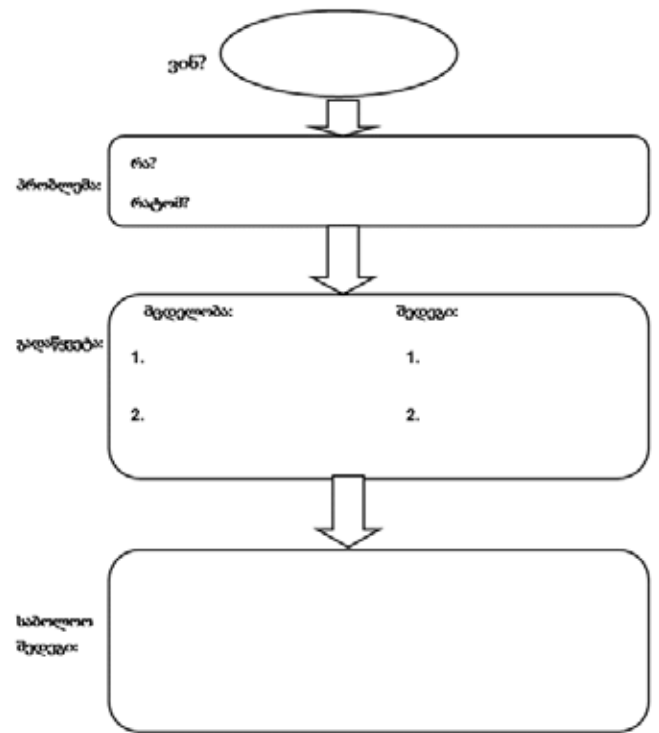 ვინ?
პრობლემა:
რა?
რატომ?
გადაწყვეტა:
მცდელობა: შედეგი:
1. 1.
2. 2.
საბოლოო
შედეგი: